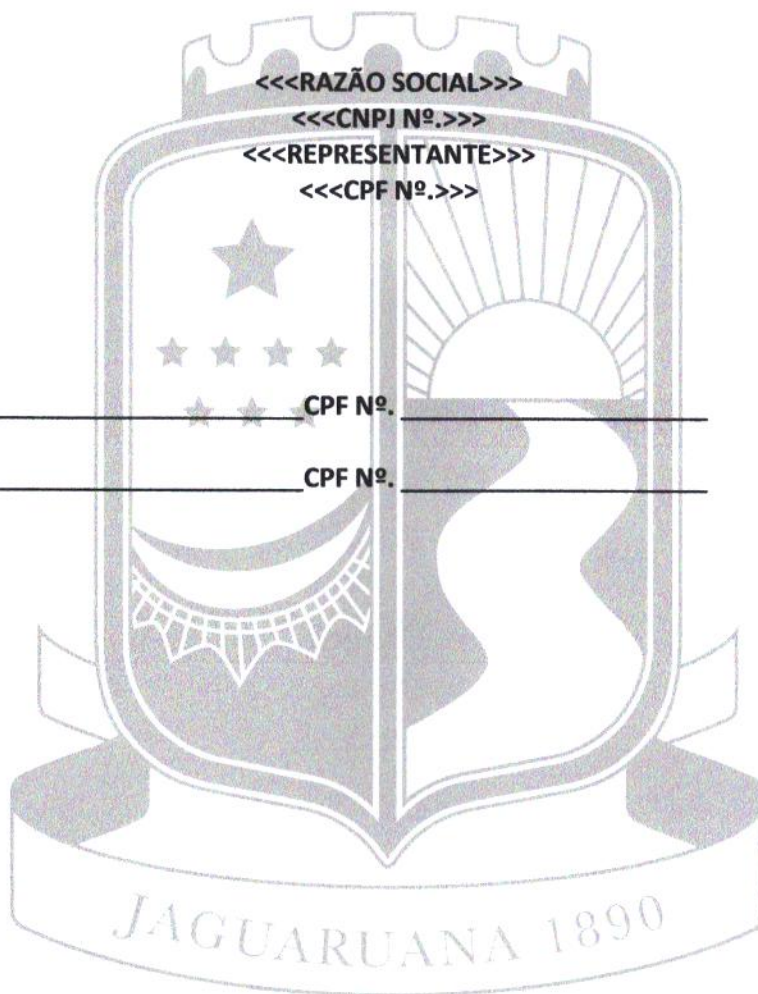 <<<RAZÃO SOCIAL>>>
<<<CNPJ Nº.>>>
<<<REPRESENTANTE>>>
<<<CPF Nº.>>>
CPF Nº.
CPF Nº.
JAGUARUANA 1890